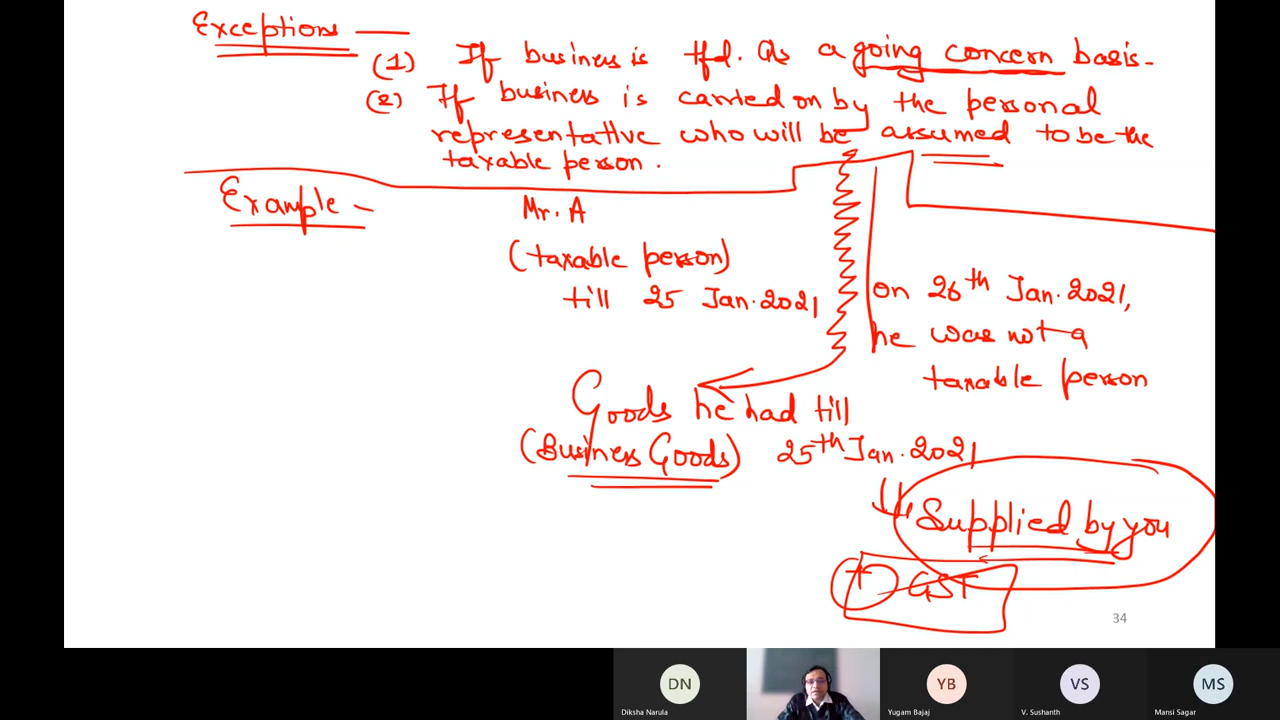 Exceptions —
(1) If business is tfd. As a going concern basis-
(2) If business is carried on by the personal
representative who will be assumed to be the
taxable person.
Example -
Mr. A
(taxable person)
till 25 Jan. 2021
on 26th Jan. 2021,
he was not a
taxable person
Goods he had till
(Business Goods) 25th Jan. 2021
Supplied by you
+ GST
34
DN
YB
VS
MS
Diksha Narula
Yugam Bajaj
V. Sushanth
Mansi Sagar